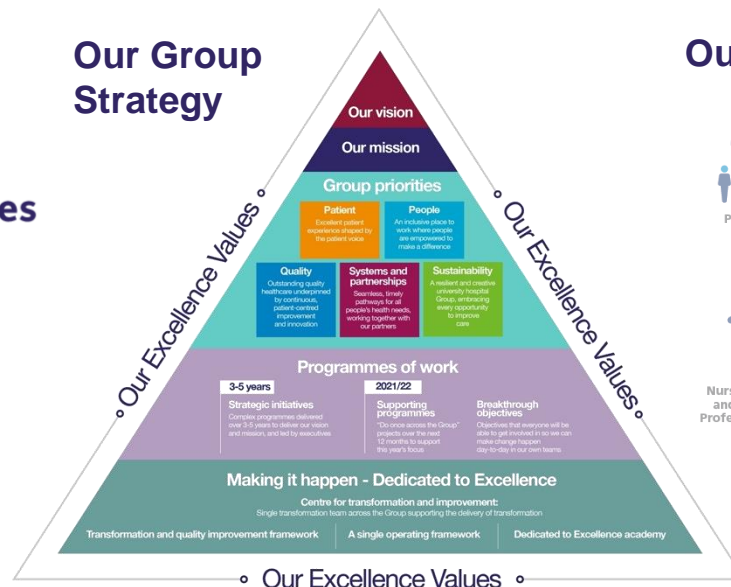 Our Group
Strategy
Ou
es
Our vision
Our mission
Group priorities
Patient
Excellent patient
experience shaped by
the patient voice
People
An inclusive place to
work where people
are empowered to
make a difference
Quality
Outstanding quality
healthcare underpinned
by continuous,
patient-centred
improvement
and innovation
Systems and
partnerships
Seamless, timely
pathways for all
people's health needs,
working together with
our partners
Sustainability
A resilient and creative
university hospital
Group, embracing
every opportunity
to improve
care
Our Excellence Values
Our Excellence Values
Programmes of work
3-5 years
Strategic initiatives
Complex programmes delivered
over 3-5 years to deliver our vision
and mission, and led by executives
2021/22
Supporting
programmes
"Do once across the Group"
projects over the next
12 months to support
this year's focus
Breakthrough
objectives
Objectives that everyone will be
able to get involved in so we can
make change happen
day-to-day in our own teams
P
Nurs
and
Profe
Making it happen - Dedicated to Excellence
Centre for transformation and improvement:
Single transformation team across the Group supporting the delivery of transformation
Transformation and quality improvement framework
A single operating framework
Dedicated to Excellence academy
Our Excellence Values